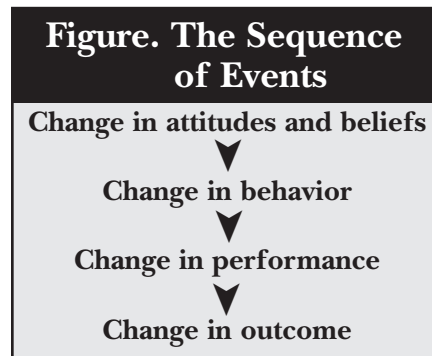 Figure. The Sequence
of Events
Change in attitudes and beliefs
Change in behavior
Change in performance
Change in outcome